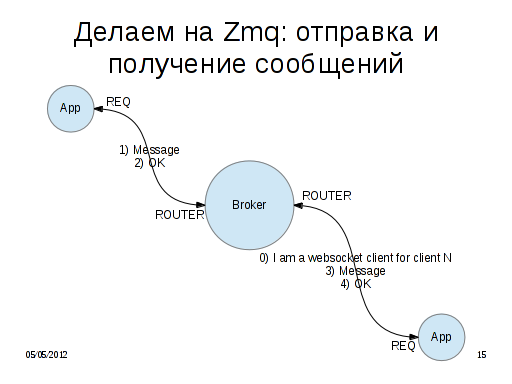 Делаем на Zmq: отправка и
получение сообщений
App
REQ
1) Message
2) OK
ROUTER
Broker
ROUTER
0) I am a websocket client for client N
3) Message
4) OK
REQ
App
05/05/2012
15